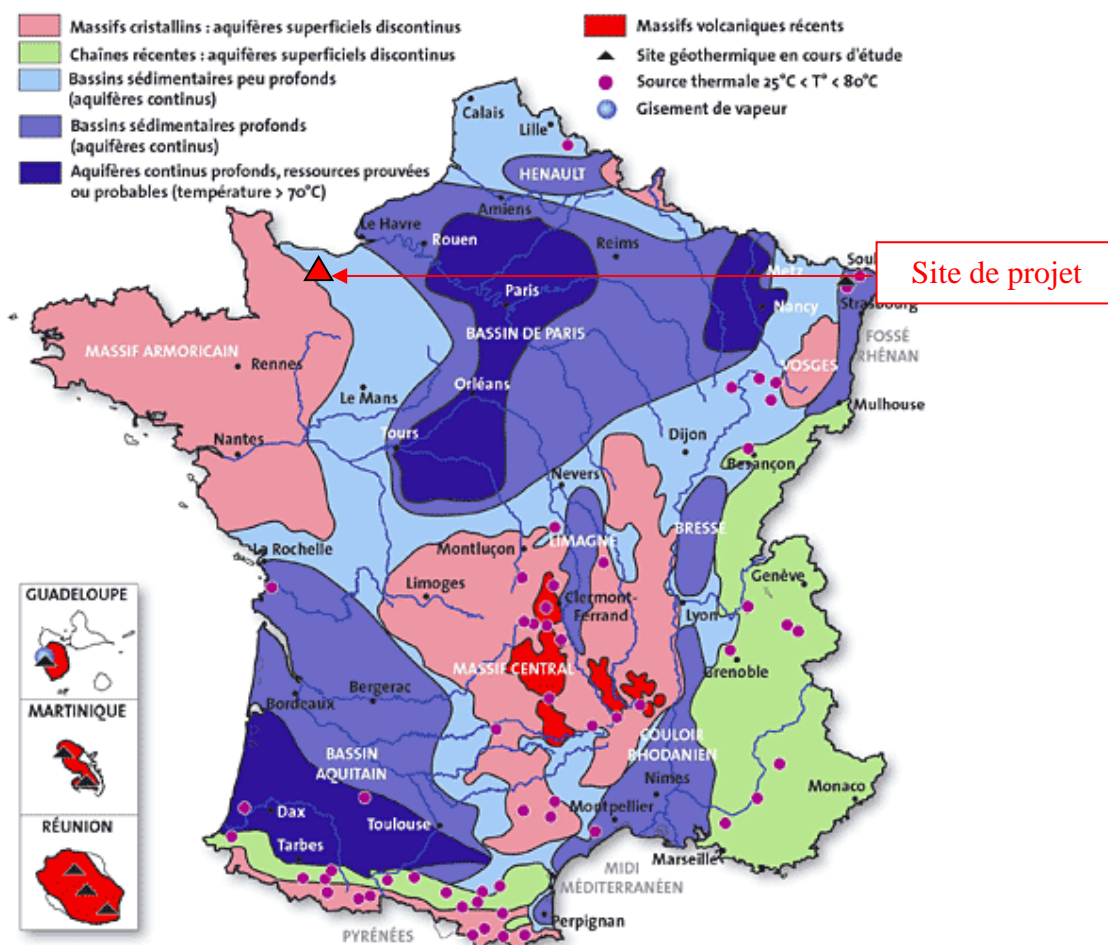 Massifs cristallins : aquifères superficiels discontinus
Chaînes récentes : aquifères superficiels discontinus
Bassins sédimentaires peu profonds
(aquifères continus)
Bassins sédimentaires profonds
(aquifères continus)
Aquifères continus profonds, ressources prouvées
ou probables (température > 70°C)
Massifs volcaniques récents
Site géothermique en cours d'étude
Source thermale 25°C < T° < 80°C
Gisement de vapeur
Calais
Lille
HENAULT
Amiens
Le Havre
Rouen
Reims
Metz
Soul
Site de projet
Paris
Nancy
Strasbourg
BASSIN DE PARIS
FOSSÉ
RHÉNAN
MASSIF ARMORICAIN
Rennes
VOSGES
Orléans
Le Mans
Mulhouse
Tours
Dijon
Nantes
Besançon
Nevers
BRESSE
LIMAGNE
La Rochelle
Montluçon
Genève
Limoges
Clermont-
Ferrand
Lyon
GUADELOUPE
MASSIF CENTRAL
Grenoble
Bergerac
Bordeaux
MARTINIQUE
COULOIR
RHODANIEN
BASSIN
AQUITAIN
Nimes
Monaco
Dax
Toulouse
Montpellier
RÉUNION
Tarbes
Marseille
MIDI
MÉDITERRANÉEN
Perpignan
PYRÉNÉES